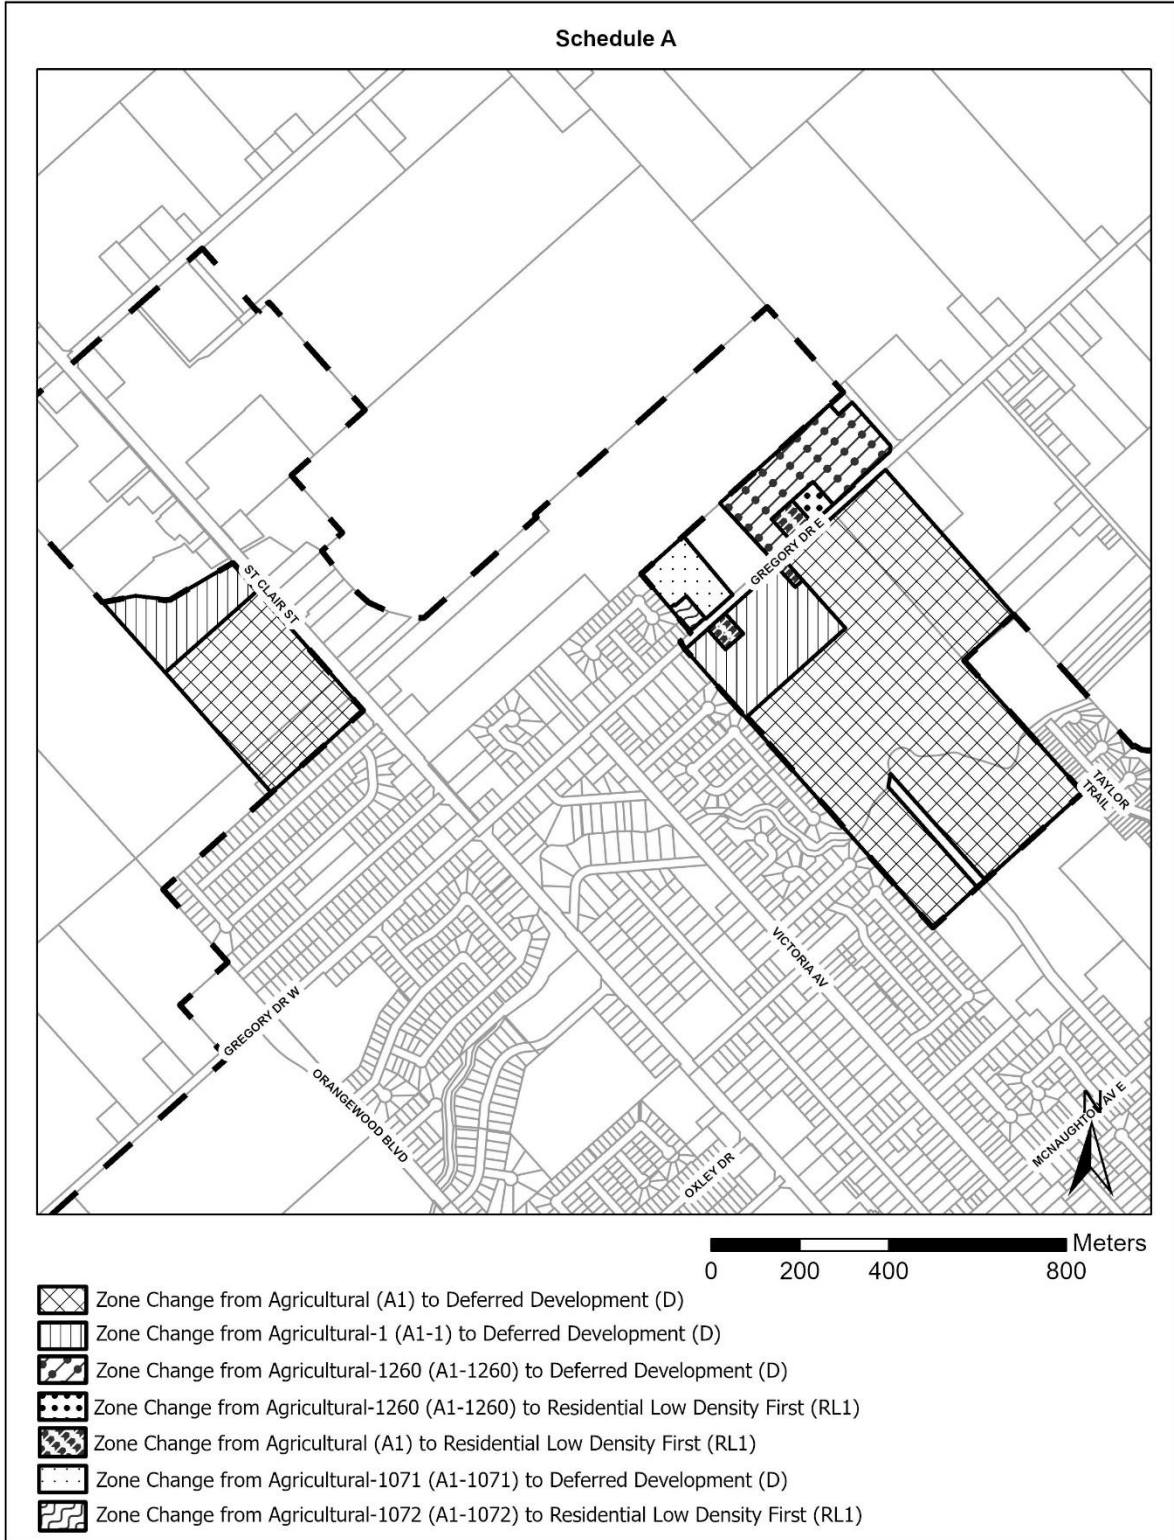 Schedule A
ST CLAIR ST
GREGORY DR E
TAYLOR
TRAIL
VICTORIA AV
GREGORY DR W
ORANGEWOOD BLVD
OXLEY DR
MCNAUGHTON AV E
N
Meters
0 200 400 800
Zone Change from Agricultural (A1) to Deferred Development (D)
Zone Change from Agricultural-1 (A1-1) to Deferred Development (D)
Zone Change from Agricultural-1260 (A1-1260) to Deferred Development (D)
Zone Change from Agricultural-1260 (A1-1260) to Residential Low Density First (RL1)
Zone Change from Agricultural (A1) to Residential Low Density First (RL1)
Zone Change from Agricultural-1071 (A1-1071) to Deferred Development (D)
Zone Change from Agricultural-1072 (A1-1072) to Residential Low Density First (RL1)